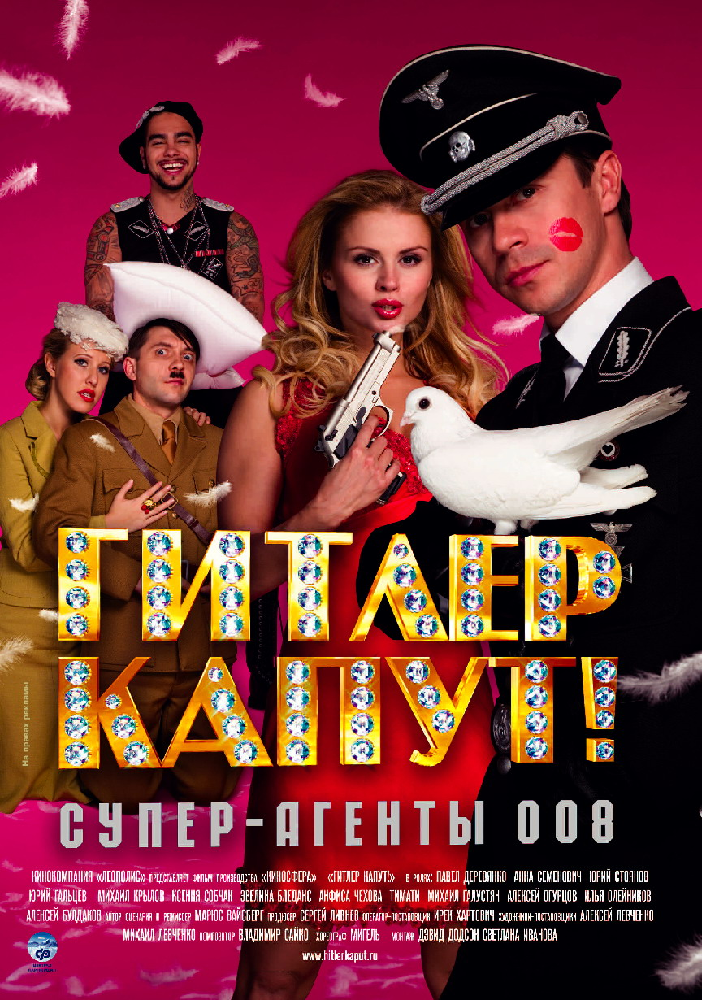 ГИТЛЕР
КАПУТ!
СУПЕР-АГЕНТЫ 008
КИНОКОМПАНИЯ «ЛЕОПОЛИС» ПРЕДСТАВЛЯЕТ ФИЛЬМ ПРОИЗВОДСТВА «КИНОСФЕРА» «ГИТЛЕР КАПУТ!» В РОЛЯХ: ПАВЕЛ ДЕРЕВЯНКО АННА СЕМЕНОВИЧ ЮРИЙ СТОЯНОВ
ЮРИЙ ГАЛЬЦЕВ МИХАИЛ КРЫЛОВ КСЕНИЯ СОБЧАК ЭВЕЛИНА БЛЕДАНС АНФИСА ЧЕХОВА ТИМАТИ МИХАИЛ ГАЛУСТЯН АЛЕКСЕЙ ОГУРЦОВ ИЛЬЯ ОЛЕЙНИКОВ
АЛЕКСЕЙ БУЛДАКОВ АВТОР СЦЕНАРИЯ И РЕЖИССЕР МАРЮС ВАЙСБЕРГ ПРОДЮСЕР СЕРГЕЙ ЛИВНЕВ ОПЕРАТОР-ПОСТАНОВЩИК ИРЕК ХАРТОВИЧ ХУДОЖНИКИ-ПОСТАНОВЩИКИ АЛЕКСЕЙ ЛЕВЧЕНКО
МИХАИЛ ЛЕВЧЕНКО КОМПОЗИТОР ВЛАДИМИР САЙКО ХОРЕОГРАФ МИГЕЛЬ МОНТАЖ ДЭВИД ДОДСОН СВЕТЛАНА ИВАНОВА
www.hitlerkaput.ru
На правах рекламы